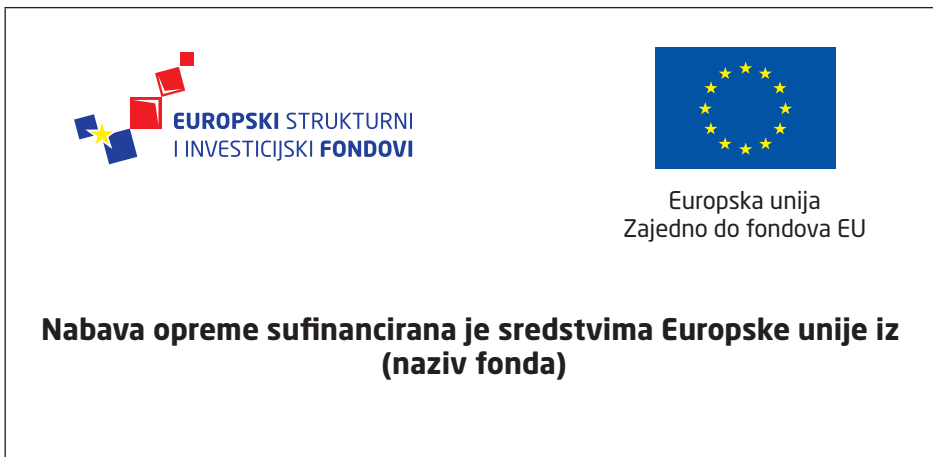 EUROPSKI STRUKTURNI
I INVESTICIJSKI FONDOVI
Europska unija
Zajedno do fondova EU
Nabava opreme sufinancirana je sredstvima Europske unije iz
(naziv fonda)